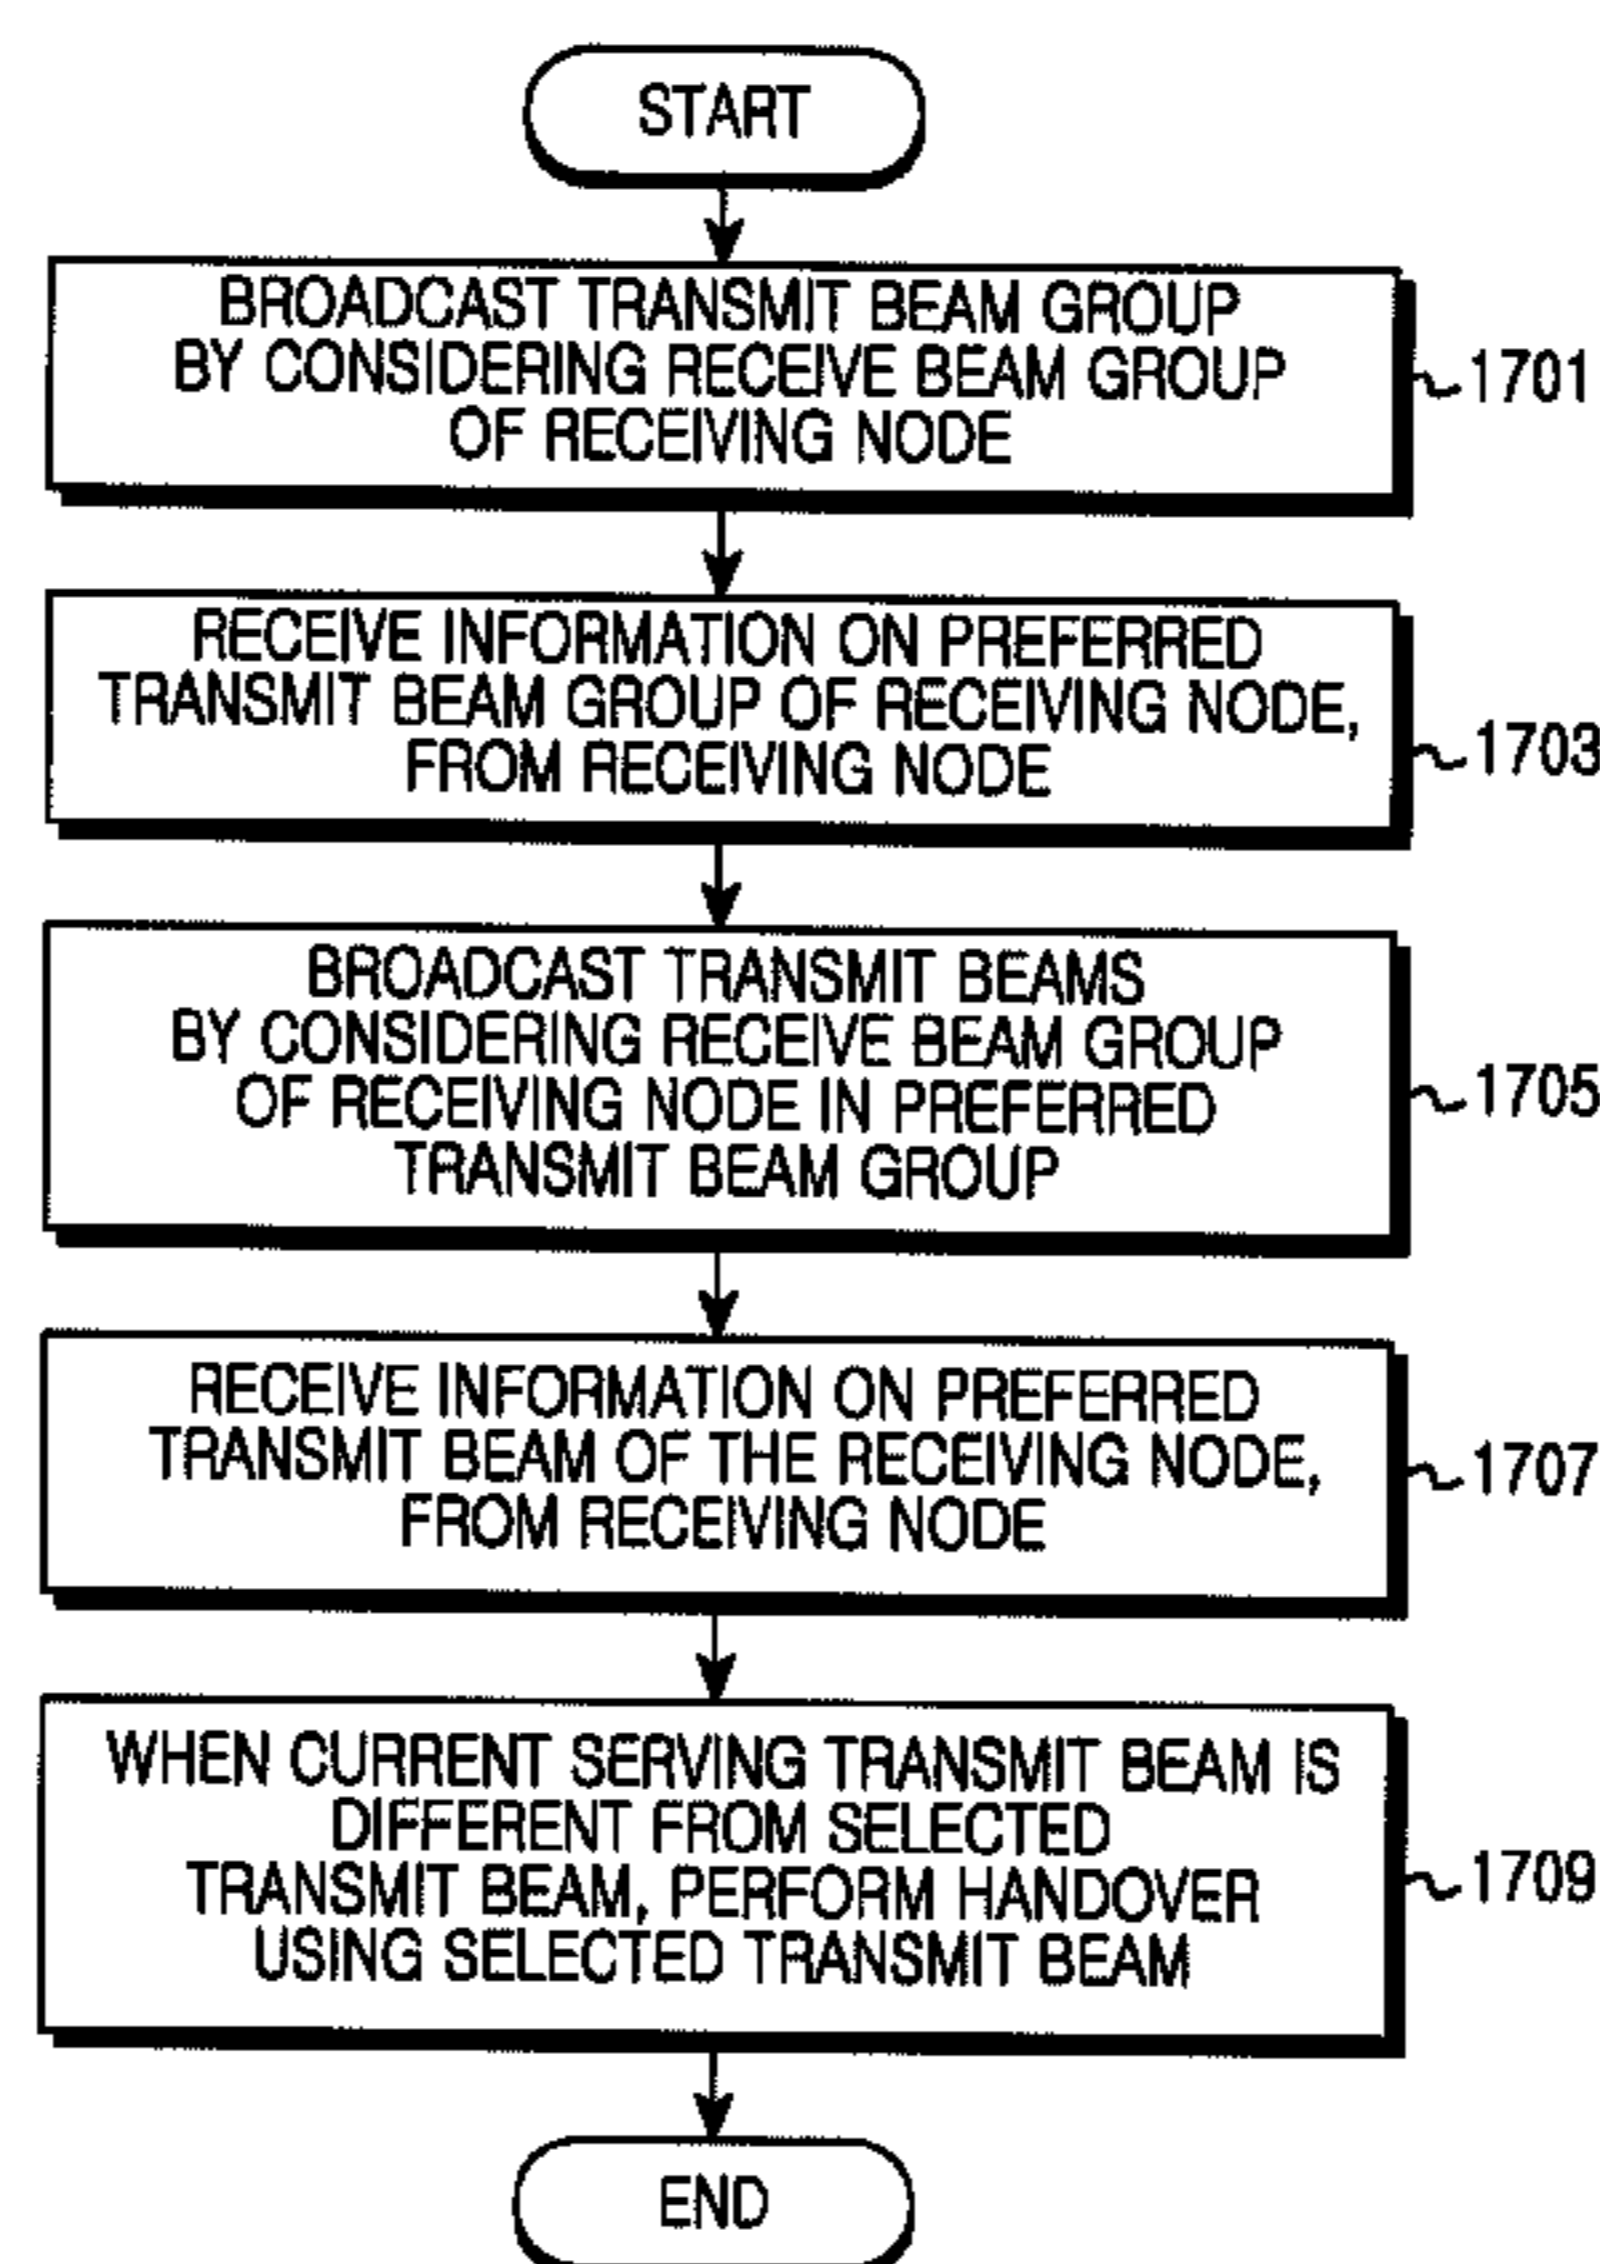 START
BROADCAST TRANSMIT BEAM GROUP
BY CONSIDERING RECEIVE BEAM GROUP
OF RECEIVING NODE
1701
RECEIVE INFORMATION ON PREFERRED
TRANSMIT BEAM GROUP OF RECEIVING NODE,
FROM RECEIVING NODE
1703
BROADCAST TRANSMIT BEAMS
BY CONSIDERING RECEIVE BEAM GROUP
OF RECEIVING NODE IN PREFERRED
TRANSMIT BEAM GROUP
1705
RECEIVE INFORMATION ON PREFERRED
TRANSMIT BEAM OF THE RECEIVING NODE,
FROM RECEIVING NODE
1707
WHEN CURRENT SERVING TRANSMIT BEAM IS
DIFFERENT FROM SELECTED
TRANSMIT BEAM, PERFORM HANDOVER
USING SELECTED TRANSMIT BEAM
1709
END